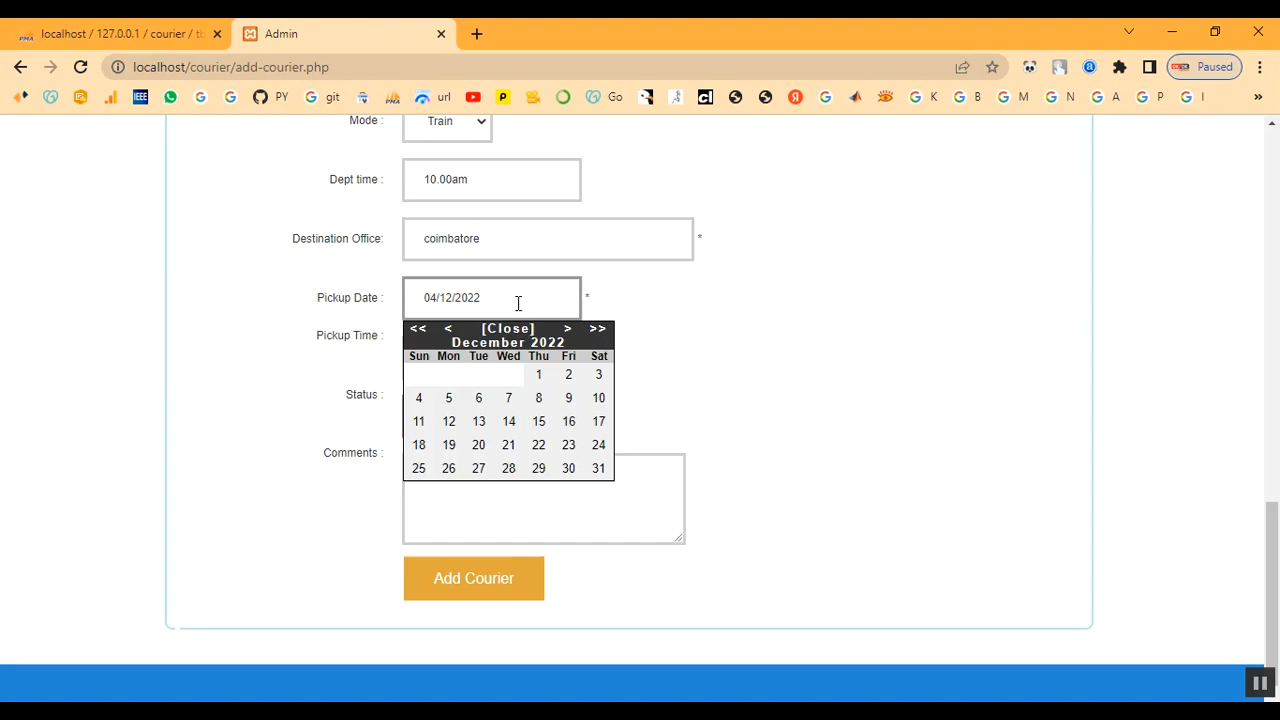 localhost / 127.0.0.1 / courier / tb
Admin
localhost/courier/add-courier.php
Paused
IEEE
PY
git
url
Go
K
B
M
N
A
P
I
Mode :
Train
Dept time :
10.00am
Destination Office:
coimbatore
*
Pickup Date :
04/12/2022
*
Pickup Time :
<< < [Close] > >>
December 2022
Sun Mon Tue Wed Thu Fri Sat
1 2 3
4 5 6 7 8 9 10
11 12 13 14 15 16 17
18 19 20 21 22 23 24
25 26 27 28 29 30 31
Status :
Comments :
Add Courier